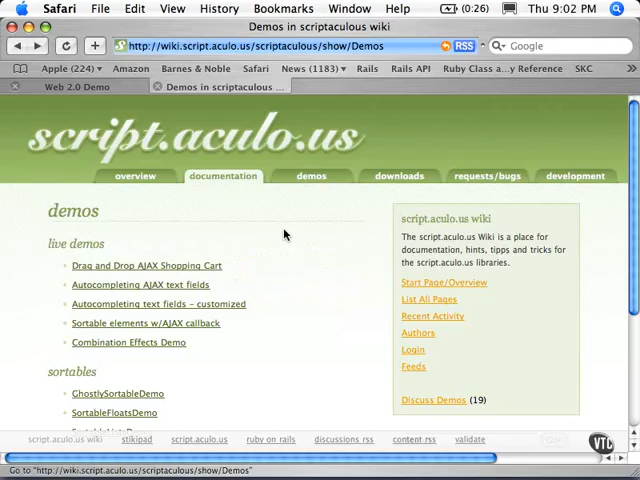 Safari File Edit View History Bookmarks Window Help (0:26) Thu 9:02 PM
Demos in scriptaculous wiki
http://wiki.script.aculo.us/scriptaculous/show/Demos RSS Google
Apple (224) Amazon Barnes & Noble Safari News (1183) Rails Rails API Ruby Class a...y Reference SKC
Web 2.0 Demo Demos in scriptaculous ...
script.aculo.us
overview documentation demos downloads requests/bugs development
demos
live demos
Drag and Drop AJAX Shopping Cart
Autocompleting AJAX text fields
Autocompleting text fields - customized
Sortable elements w/AJAX callback
Combination Effects Demo
sortables
GhostlySortableDemo
SortableFloatsDemo
script.aculo.us wiki
The script.aculo.us Wiki is a place for
documentation, hints, tipps and tricks for
the script.aculo.us libraries.
Start Page/Overview
List All Pages
Recent Activity
Authors
Login
Feeds
Discuss Demos (19)
script.aculo.us wiki stikipad script.aculo.us ruby on rails discussions rss content rss validate
VTC
Go to "http://wiki.script.aculo.us/scriptaculous/show/Demos"